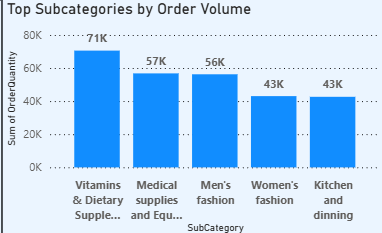 Top Subcategories by Order Volume
Sum of OrderQuantity
80K
60K
40K
20K
0K
71K
57K
56K
43K
43K
Vitamins
& Dietary
Supple...
Medical
supplies
and Equ...
Men's
fashion
Women's
fashion
Kitchen
and
dinning
SubCategory